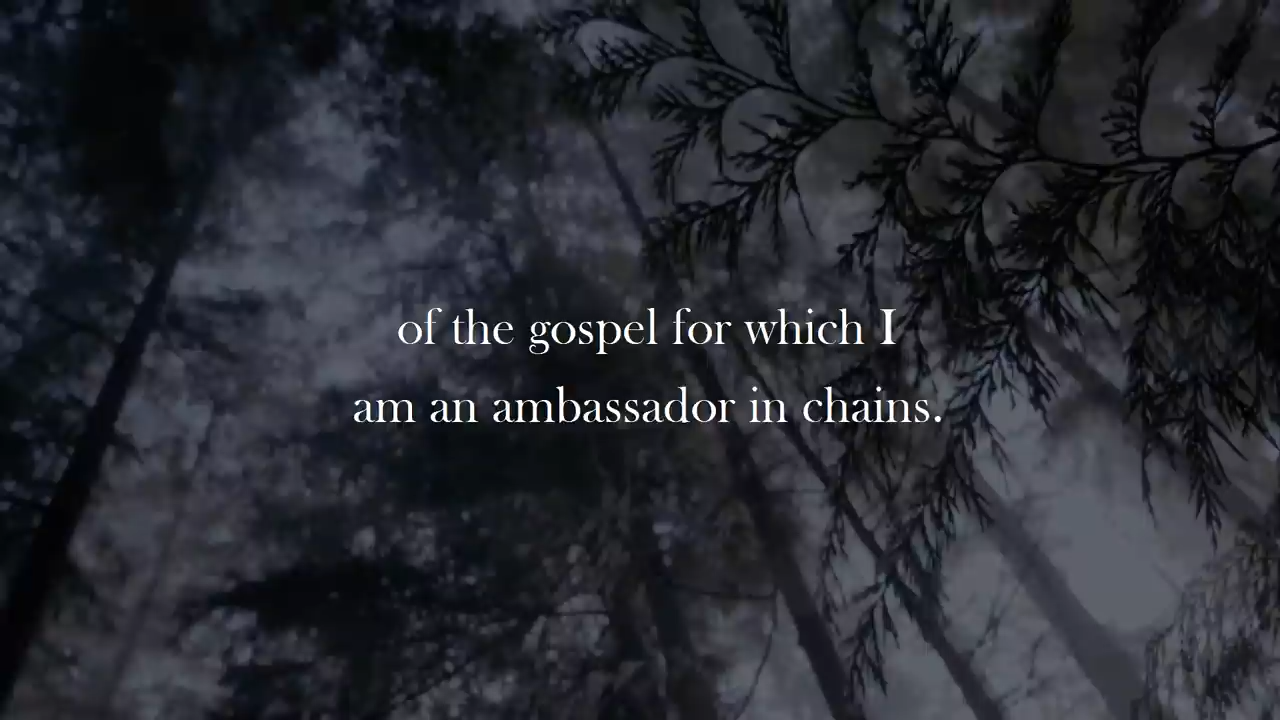 of the gospel for which I
am an ambassador in chains.